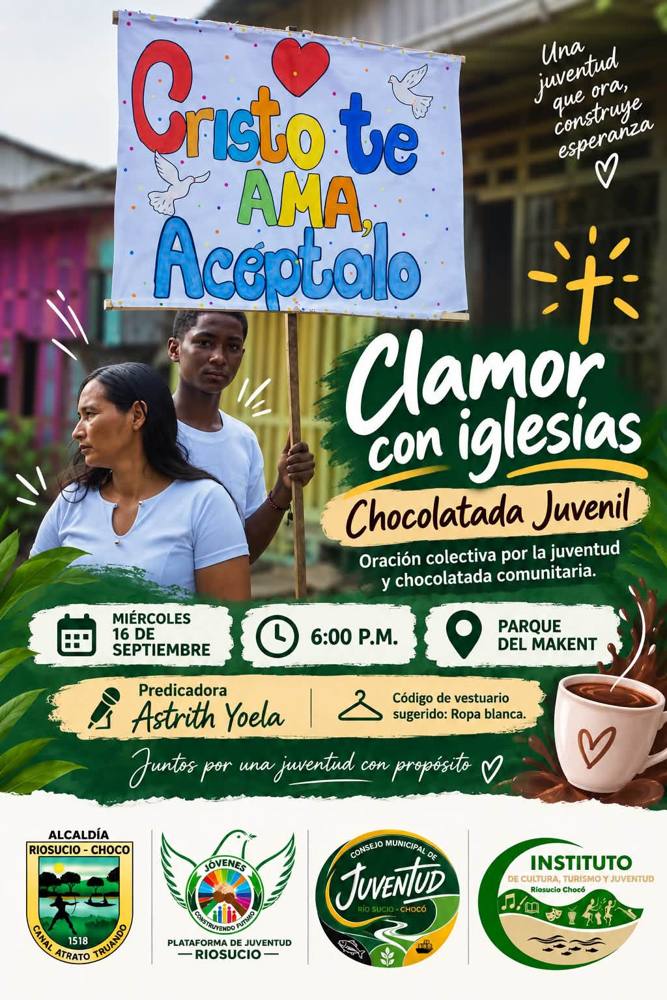 Cristo te
AMA,
Acéptalo
Una
juventud
que ora,
construye
esperanza
Clamor
con iglesias
Chocolatada Juvenil
Oración colectiva por la juventud
y chocolatada comunitaria.
MIÉRCOLES
16 DE
SEPTIEMBRE
6:00 P.M.
PARQUE
DEL MAKENT
Predicadora
Astrith Yoela
Código de vestuario
sugerido: Ropa blanca.
Juntos por una juventud con propósito
ALCALDÍA
RIOSUCIO - CHOCO
1518
CANAL ATRATO TRUANDO
JÓVENES
CONSTRUYENDO FUTURO
PLATAFORMA DE JUVENTUD
RIOSUCIO
CONSEJO MUNICIPAL DE
JUVENTUD
RIO SUCIO - CHOCÓ
INSTITUTO
DE CULTURA, TURISMO Y JUVENTUD
Riosucio Chocó